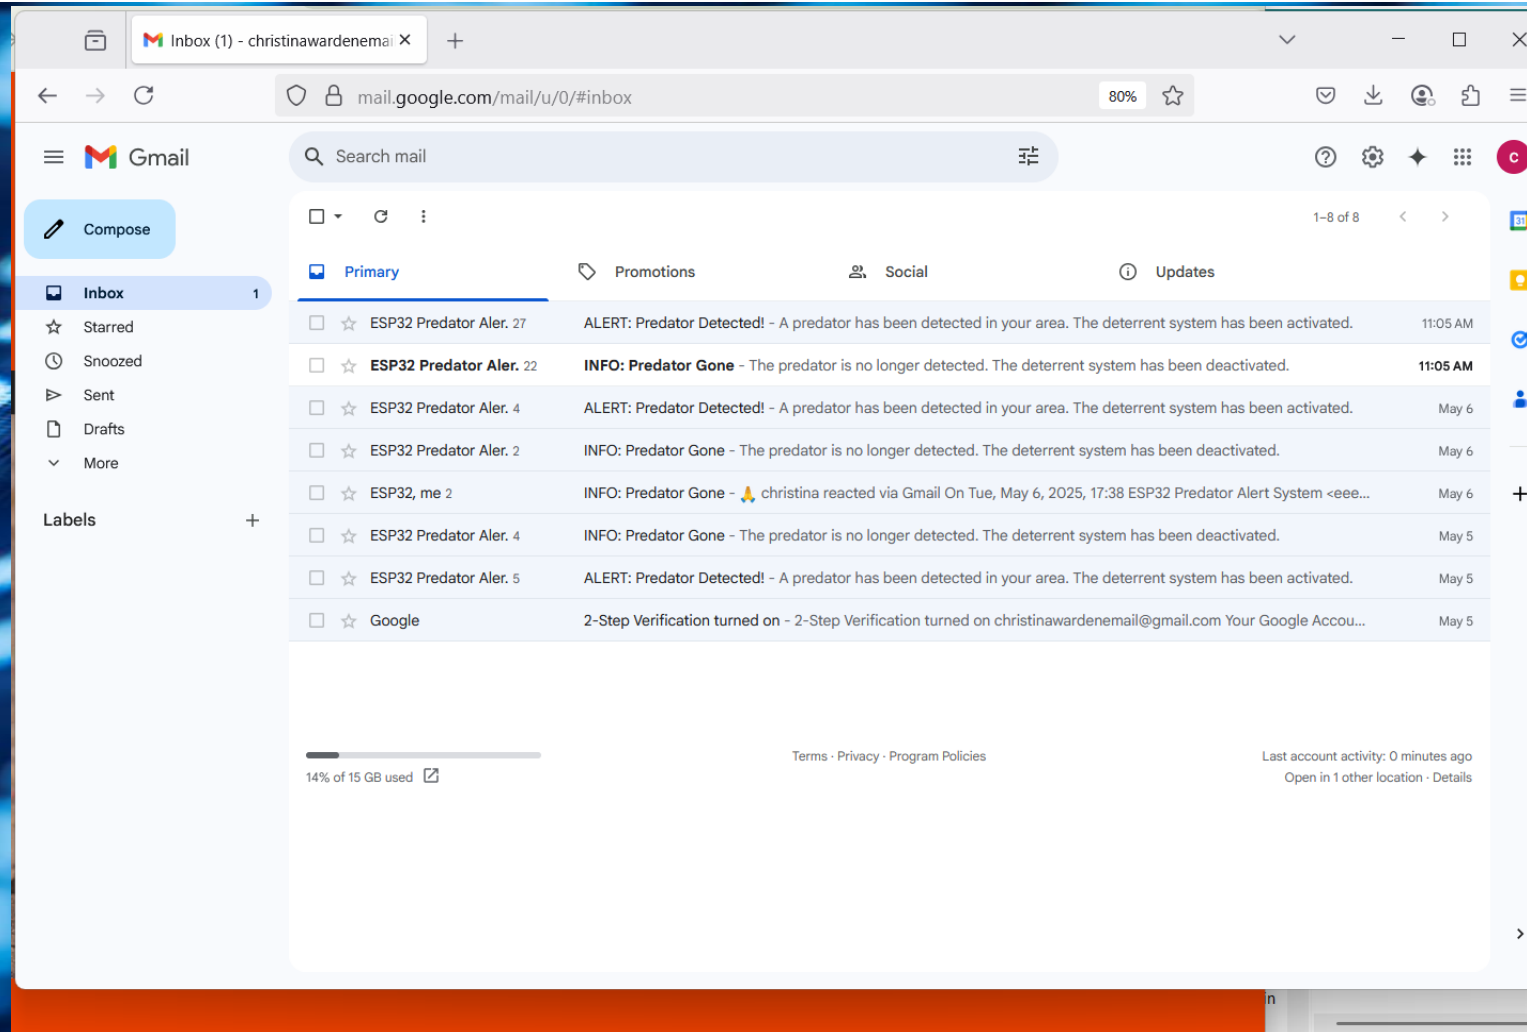 Inbox (1) - christinawardenemai
mail.google.com/mail/u/0/#inbox
80%
Gmail
Search mail
C
Compose
1–8 of 8
31
Primary
Promotions
Social
Updates
Inbox 1
Starred
Snoozed
Sent
Drafts
More
Labels
ESP32 Predator Aler. 27 ALERT: Predator Detected! - A predator has been detected in your area. The deterrent system has been activated. 11:05 AM
ESP32 Predator Aler. 22 INFO: Predator Gone - The predator is no longer detected. The deterrent system has been deactivated. 11:05 AM
ESP32 Predator Aler. 4 ALERT: Predator Detected! - A predator has been detected in your area. The deterrent system has been activated. May 6
ESP32 Predator Aler. 2 INFO: Predator Gone - The predator is no longer detected. The deterrent system has been deactivated. May 6
ESP32, me 2 INFO: Predator Gone - 🙏 christina reacted via Gmail On Tue, May 6, 2025, 17:38 ESP32 Predator Alert System <eee... May 6
ESP32 Predator Aler. 4 INFO: Predator Gone - The predator is no longer detected. The deterrent system has been deactivated. May 5
ESP32 Predator Aler. 5 ALERT: Predator Detected! - A predator has been detected in your area. The deterrent system has been activated. May 5
Google 2-Step Verification turned on - 2-Step Verification turned on christinawardenemail@gmail.com Your Google Accou... May 5
14% of 15 GB used
Terms · Privacy · Program Policies
Last account activity: 0 minutes ago
Open in 1 other location · Details
in